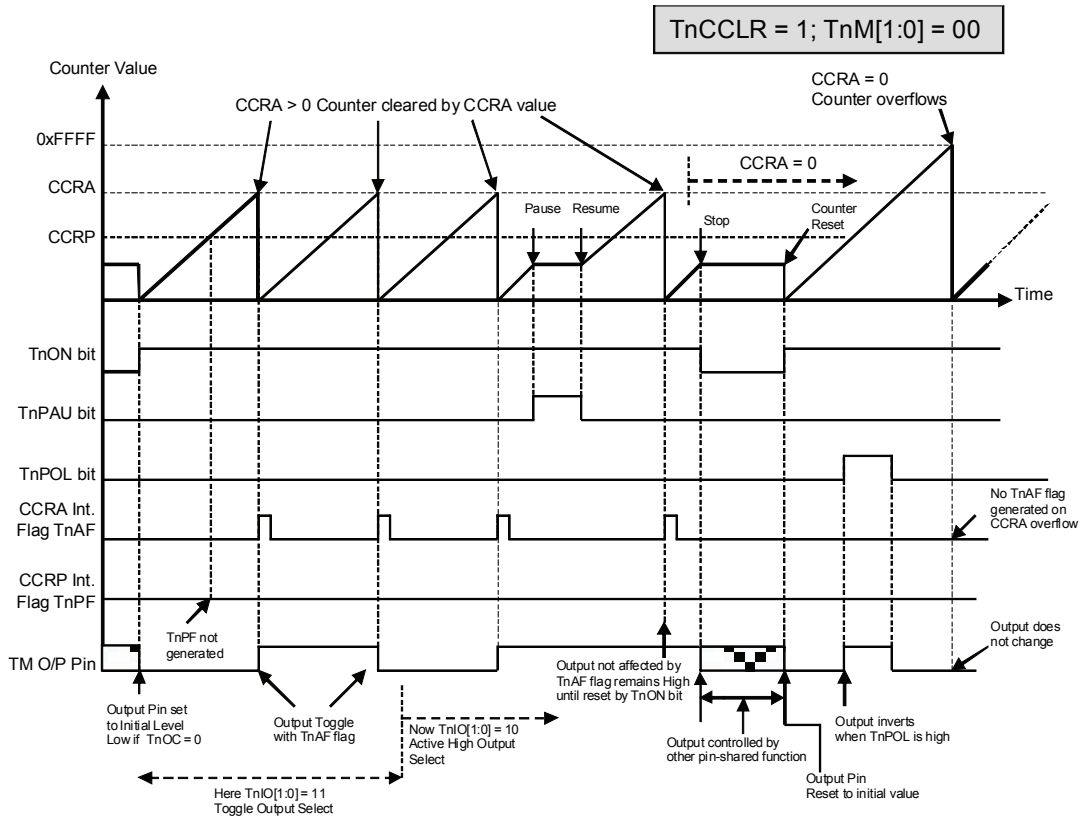 TnCCLR = 1; TnM[1:0] = 00
Counter Value
CCRA = 0
Counter overflows
CCRA > 0 Counter cleared by CCRA value
0xFFFF
CCRA = 0
CCRA
Pause
Resume
Stop
Counter
Reset
CCRP
Time
TnON bit
TnPAU bit
TnPOL bit
CCRA Int.
Flag TnAF
No TnAF flag
generated on
CCRA overflow
CCRP Int.
Flag TnPF
TnPF not
generated
Output does
not change
TM O/P Pin
Output not affected by
TnAF flag remains High
until reset by TnON bit
Output Pin set
to Initial Level
Low if TnOC = 0
Output Toggle
with TnAF flag
Now TnIO[1:0] = 10
Active High Output
Select
Output controlled by
other pin-shared function
Output inverts
when TnPOL is high
Output Pin
Reset to initial value
Here TnIO[1:0] = 11
Toggle Output Select